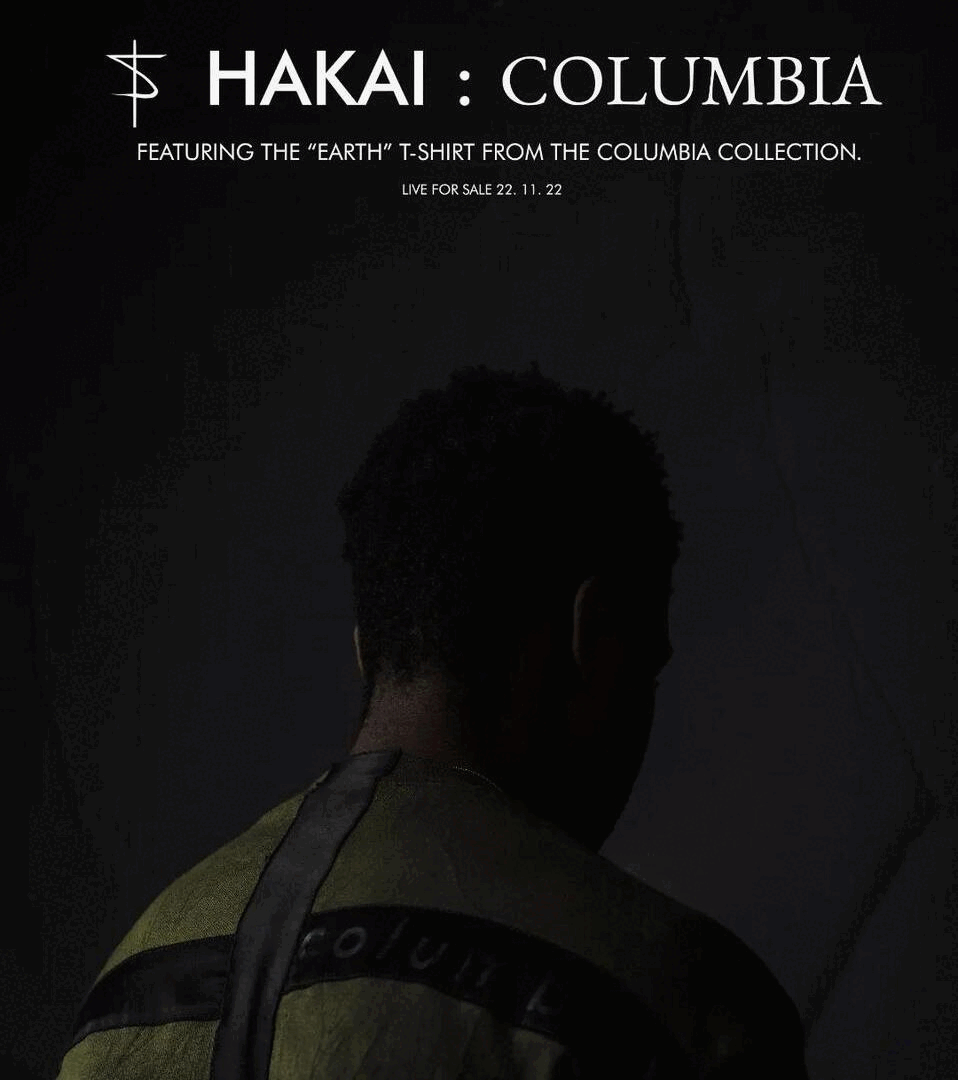 HAKAI : COLUMBIA
FEATURING THE “EARTH” T-SHIRT FROM THE COLUMBIA COLLECTION.
LIVE FOR SALE 22. 11. 22